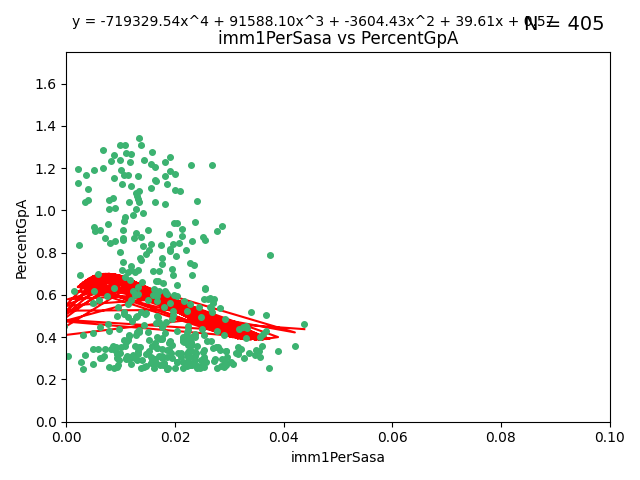 y = -719329.54x^4 + 91588.10x^3 + -3604.43x^2 + 39.61x + 0.57
N = 405
imm1PerSasa vs PercentGpA
PercentGpA
1.6
1.4
1.2
1.0
0.8
0.6
0.4
0.2
0.0
0.00 0.02 0.04 0.06 0.08 0.10
imm1PerSasa